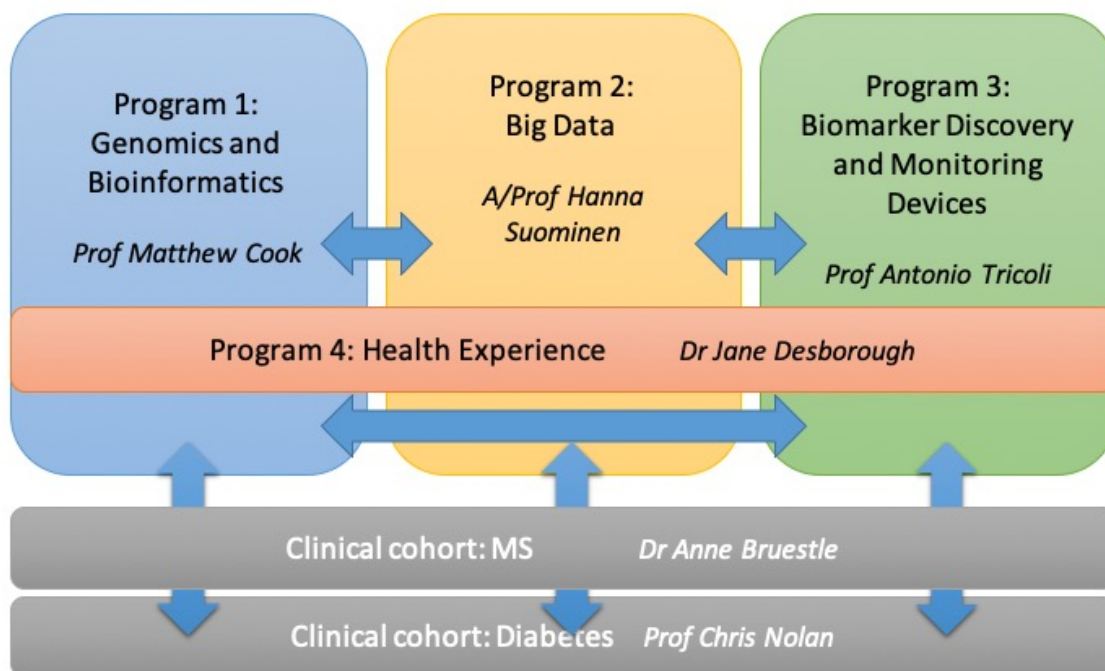 Program 1:
Genomics and
Bioinformatics
Prof Matthew Cook
Program 2:
Big Data
A/Prof Hanna
Suominen
Program 3:
Biomarker Discovery
and Monitoring
Devices
Prof Antonio Tricoli
Program 4: Health Experience Dr Jane Desborough
Clinical cohort: MS Dr Anne Bruestle
Clinical cohort: Diabetes Prof Chris Nolan